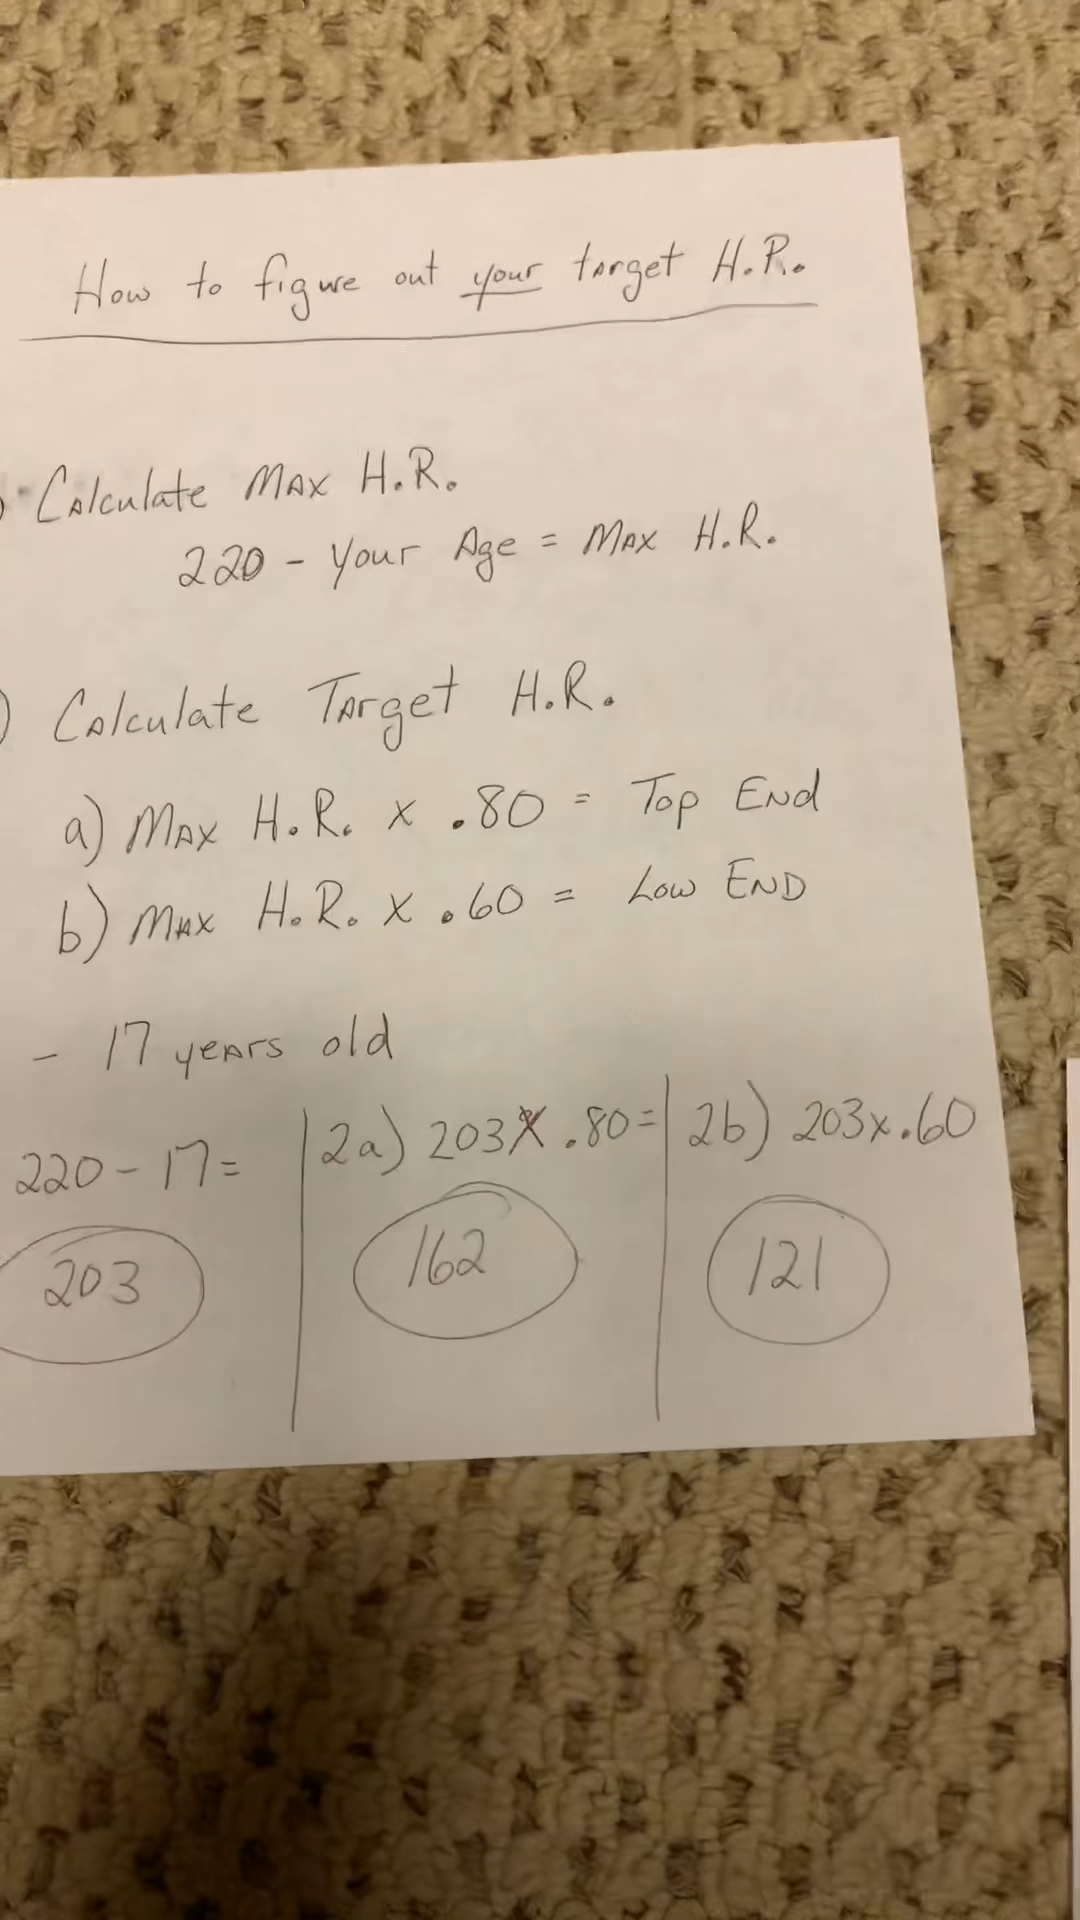 How to figure out your target H.R.
) Calculate Max H.R.
220 - Your Age = Max H.R.
) Calculate Target H.R.
a) Max H.R. x .80 = Top End
b) Max H.R. x .60 = Low END
- 17 years old
220 - 17 =
203
2a) 203 x .80 =
162
2b) 203 x .60
121